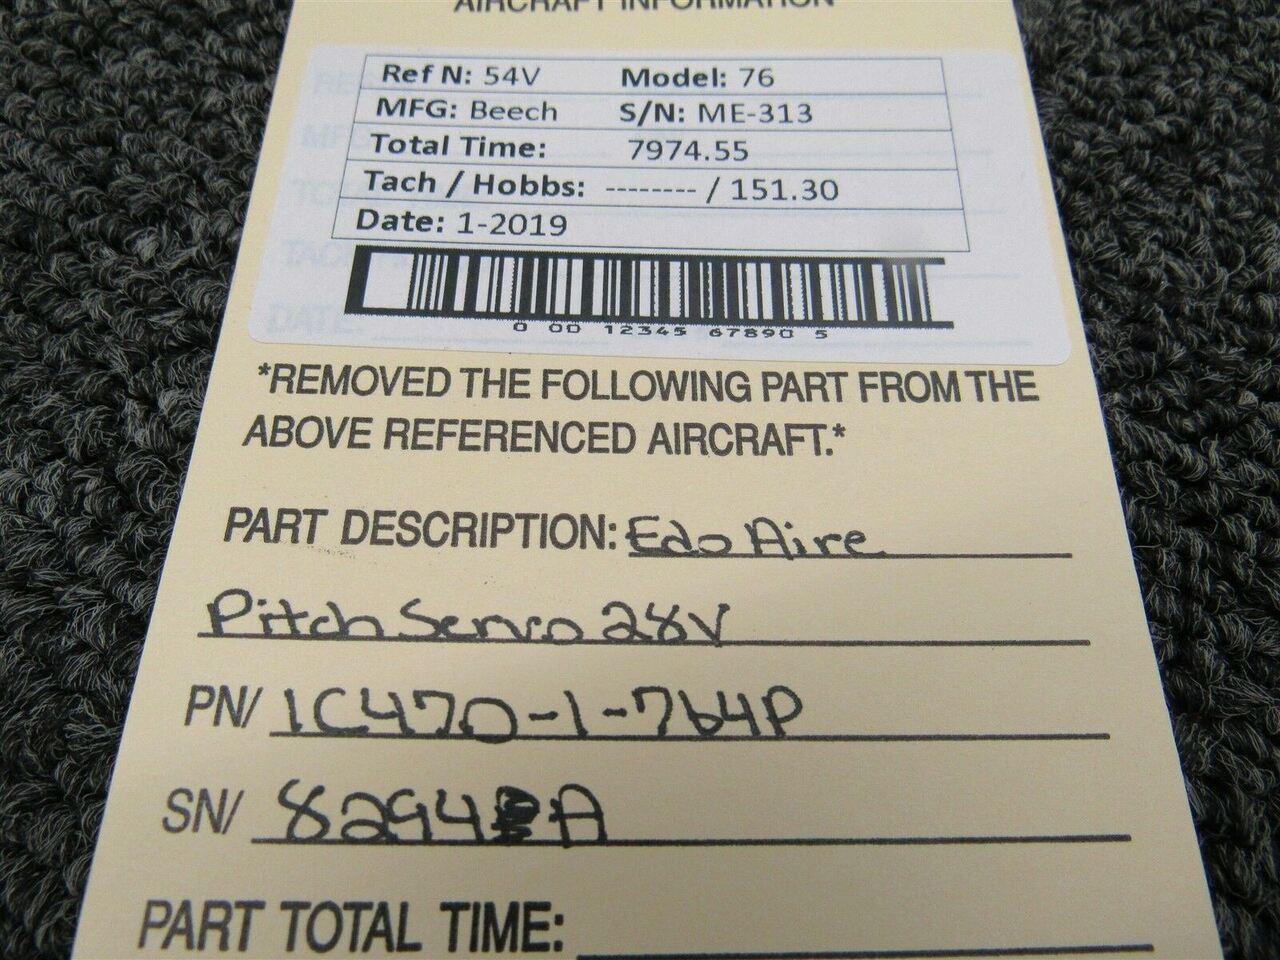 AIRCRAFT INFORMATION
Ref N: 54V Model: 76
MFG: Beech S/N: ME-313
Total Time: 7974.55
Tach / Hobbs: -------- / 151.30
Date: 1-2019
0 00 12345 67890 5
*REMOVED THE FOLLOWING PART FROM THE
ABOVE REFERENCED AIRCRAFT.*
PART DESCRIPTION: Edo Aire
Pitch Servo 28V
PN/ 1C470-1-764P
SN/
PART TOTAL TIME: